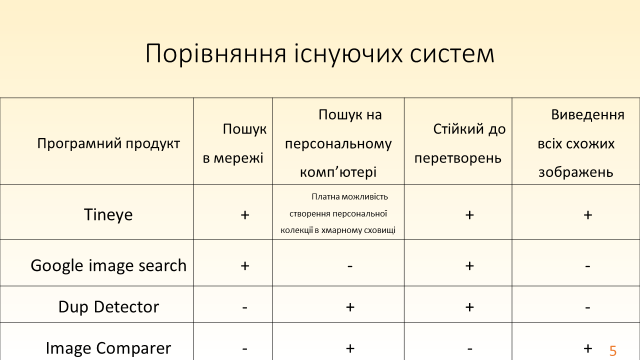 Порівняння існуючих систем
Програмний продукт
Пошук
в мережі
Пошук на
персональному
комп’ютері
Стійкий до
перетворень
Виведення
всіх схожих
зображень
Tineye
+
Платна можливість
створення персональної
колекції в хмарному сховищі
+
+
Google image search
+
-
+
-
Dup Detector
-
+
+
-
Image Comparer
-
+
-
+
5